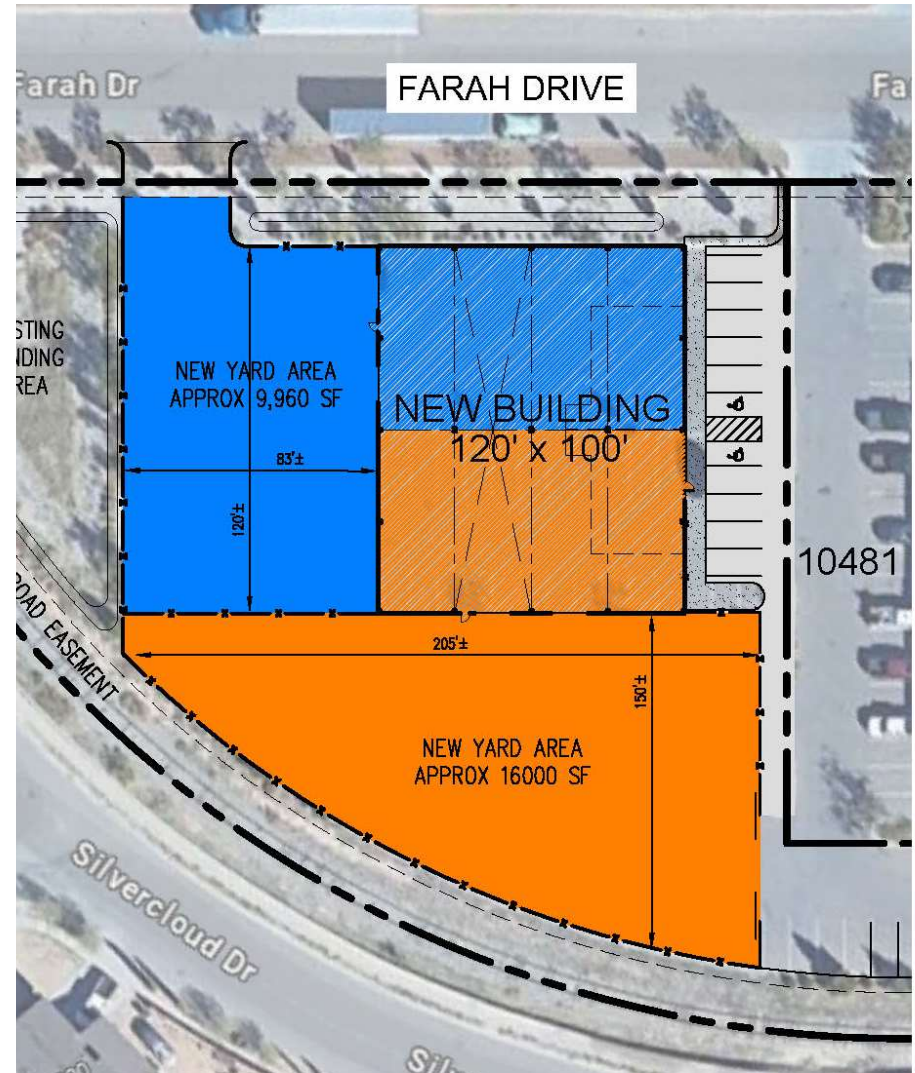 Farah Dr
FARAH DRIVE
Fa
STING
NDING
REA
NEW YARD AREA
APPROX 9,960 SF
NEW BUILDING
120' x 100'
83'±
120'±
10481
ROAD EASEMENT
205'±
150'±
NEW YARD AREA
APPROX 16000 SF
Silvercloud Dr
Silv